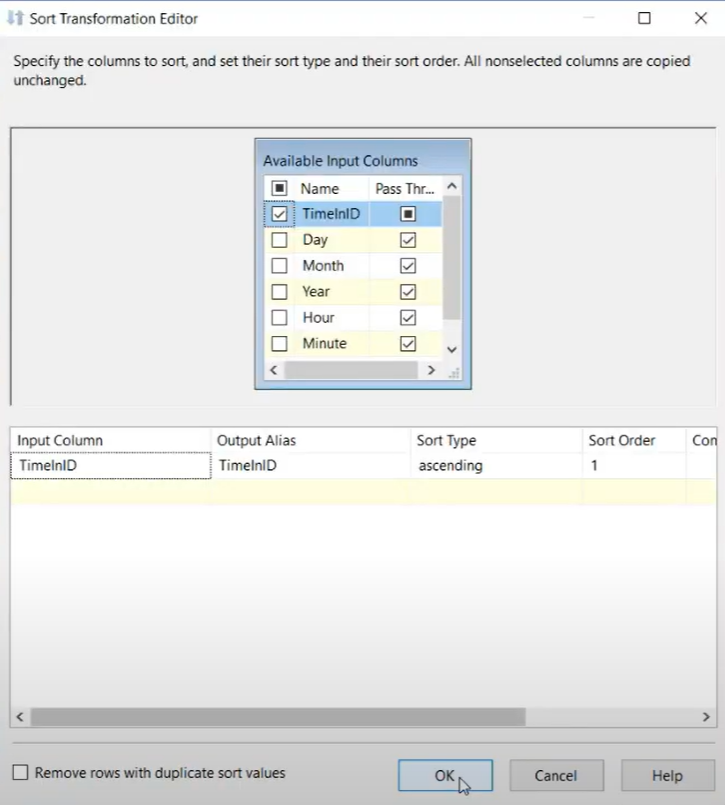 Sort Transformation Editor
Specify the columns to sort, and set their sort type and their sort order. All nonselected columns are copied
unchanged.
Available Input Columns
Name Pass Thr...
TimeInID
Day
Month
Year
Hour
Minute
Input Column Output Alias Sort Type Sort Order Con
TimeInID TimeInID ascending 1
Remove rows with duplicate sort values OK Cancel Help